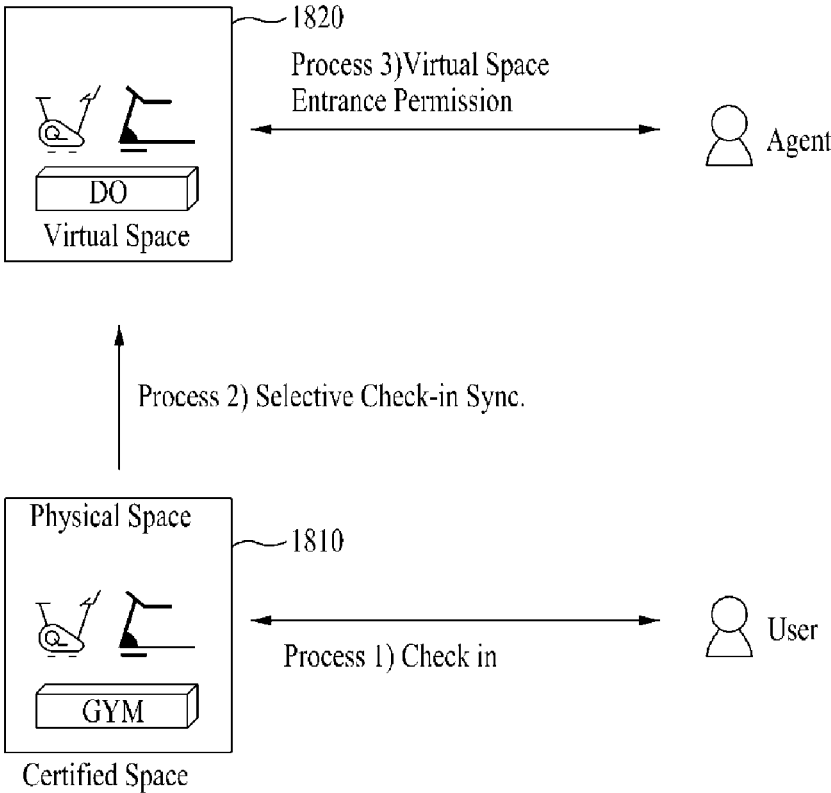 1820
Process 3)Virtual Space
Entrance Permission
Agent
DO
Virtual Space
Process 2) Selective Check-in Sync.
Physical Space
1810
User
Process 1) Check in
GYM
Certified Space